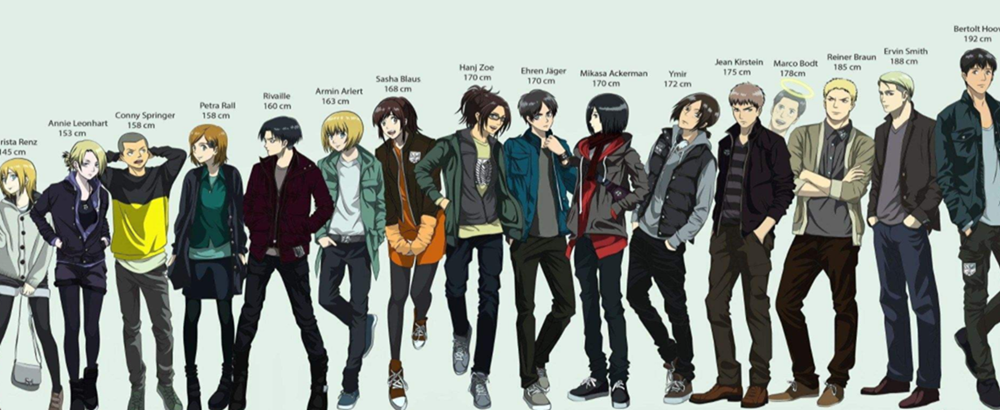 rista Renz
145 cm
Annie Leonhart
153 cm
Conny Springer
158 cm
Petra Rall
158 cm
Rivaille
160 cm
Armin Arlert
163 cm
Sasha Blaus
168 cm
Hanj Zoe
170 cm
Ehren Jäger
170 cm
Mikasa Ackerman
170 cm
Ymir
172 cm
Jean Kirstein
175 cm
Marco Bodt
178cm
Reiner Braun
185 cm
Ervin Smith
188 cm
Bertolt Hoov
192 cm